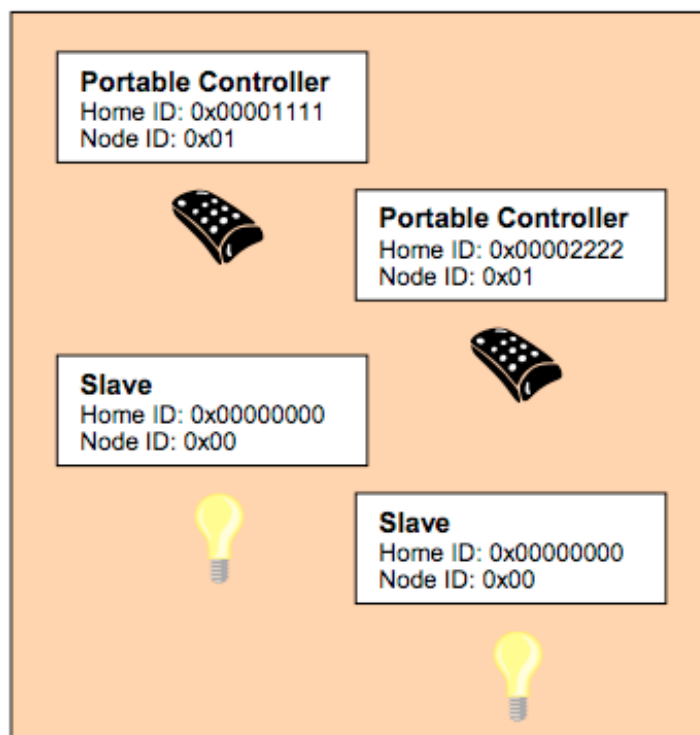 Portable Controller
Home ID: 0x00001111
Node ID: 0x01
Portable Controller
Home ID: 0x00002222
Node ID: 0x01
Slave
Home ID: 0x00000000
Node ID: 0x00
Slave
Home ID: 0x00000000
Node ID: 0x00